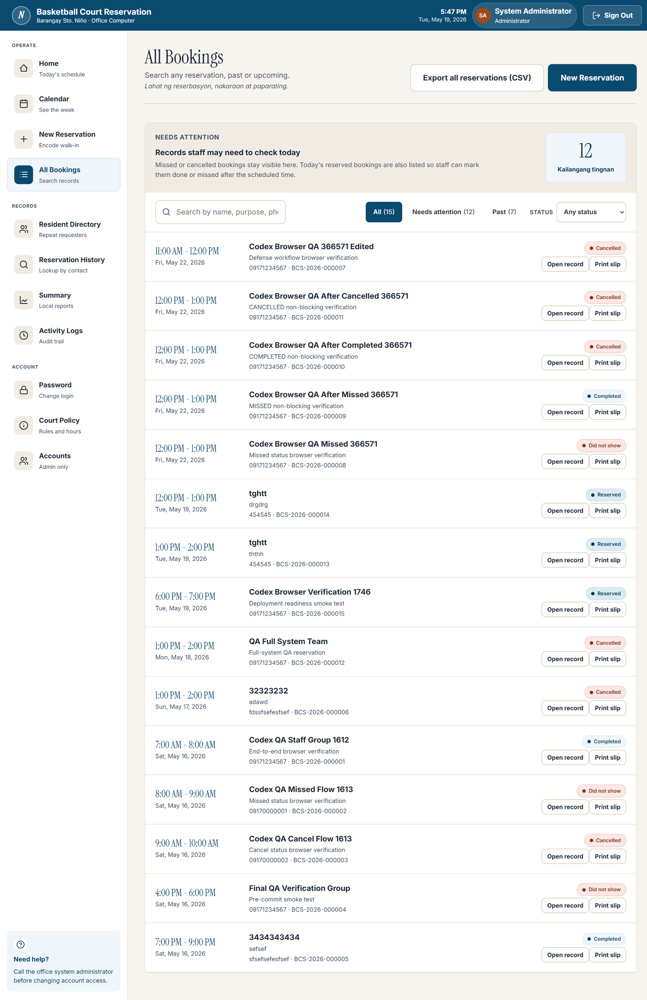 N
Basketball Court Reservation
Barangay Sto. Niño · Office Computer
5:47 PM
Tue, May 19, 2026
SA
System Administrator
Administrator
Sign Out
OPERATE
Home
Today's schedule
Calendar
See the week
New Reservation
Encode walk-in
All Bookings
Search records
RECORDS
Resident Directory
Repeat requesters
Reservation History
Lookup by contact
Summary
Local reports
Activity Logs
Audit trail
ACCOUNT
Password
Change login
Court Policy
Rules and hours
Accounts
Admin only
Need help?
Call the office system administrator
before changing account access.
All Bookings
Search any reservation, past or upcoming.
Lahat ng reserbasyon, nakaraan at paparating.
Export all reservations (CSV)
New Reservation
NEEDS ATTENTION
Records staff may need to check today
Missed or cancelled bookings stay visible here. Today's reserved bookings are also listed so staff can mark
them done or missed after the scheduled time.
12
Kailangang tingnan
Search by name, purpose, pho
All (15)
Needs attention (12)
Past (7)
STATUS
Any status
11:00 AM - 12:00 PM
Fri, May 22, 2026
Codex Browser QA 366571 Edited
Defense workflow browser verification
09171234567 · BCS-2026-000007
Cancelled
Open record
Print slip
12:00 PM - 1:00 PM
Fri, May 22, 2026
Codex Browser QA After Cancelled 366571
CANCELLED non-blocking verification
09171234567 · BCS-2026-000011
Cancelled
Open record
Print slip
12:00 PM - 1:00 PM
Fri, May 22, 2026
Codex Browser QA After Completed 366571
COMPLETED non-blocking verification
09171234567 · BCS-2026-000010
Cancelled
Open record
Print slip
12:00 PM - 1:00 PM
Fri, May 22, 2026
Codex Browser QA After Missed 366571
MISSED non-blocking verification
09171234567 · BCS-2026-000009
Completed
Open record
Print slip
12:00 PM - 1:00 PM
Fri, May 22, 2026
Codex Browser QA Missed 366571
Missed status browser verification
09171234567 · BCS-2026-000008
Did not show
Open record
Print slip
12:00 PM - 1:00 PM
Tue, May 19, 2026
tghtt
drgdrg
454545 · BCS-2026-000014
Reserved
Open record
Print slip
1:00 PM - 2:00 PM
Tue, May 19, 2026
tghtt
ththh
454545 · BCS-2026-000013
Reserved
Open record
Print slip
6:00 PM - 7:00 PM
Tue, May 19, 2026
Codex Browser Verification 1746
Deployment readiness smoke test
09171234567 · BCS-2026-000015
Reserved
Open record
Print slip
1:00 PM - 2:00 PM
Mon, May 18, 2026
QA Full System Team
Full-system QA reservation
09171234567 · BCS-2026-000012
Cancelled
Open record
Print slip
1:00 PM - 2:00 PM
Sun, May 17, 2026
32323232
adawd
fdssfsefesfsef · BCS-2026-000006
Cancelled
Open record
Print slip
7:00 AM - 8:00 AM
Sat, May 16, 2026
Codex QA Staff Group 1612
End-to-end browser verification
09171234567 · BCS-2026-000001
Completed
Open record
Print slip
8:00 AM - 9:00 AM
Sat, May 16, 2026
Codex QA Missed Flow 1613
Missed status browser verification
09170000001 · BCS-2026-000002
Did not show
Open record
Print slip
9:00 AM - 10:00 AM
Sat, May 16, 2026
Codex QA Cancel Flow 1613
Cancel status browser verification
09170000002 · BCS-2026-000003
Cancelled
Open record
Print slip
4:00 PM - 6:00 PM
Sat, May 16, 2026
Final QA Verification Group
Pre-commit smoke test
09171234567 · BCS-2026-000004
Did not show
Open record
Print slip
7:00 PM - 9:00 PM
Sat, May 16, 2026
3434343434
sefsef
sfsefsefesfsef · BCS-2026-000005
Completed
Open record
Print slip